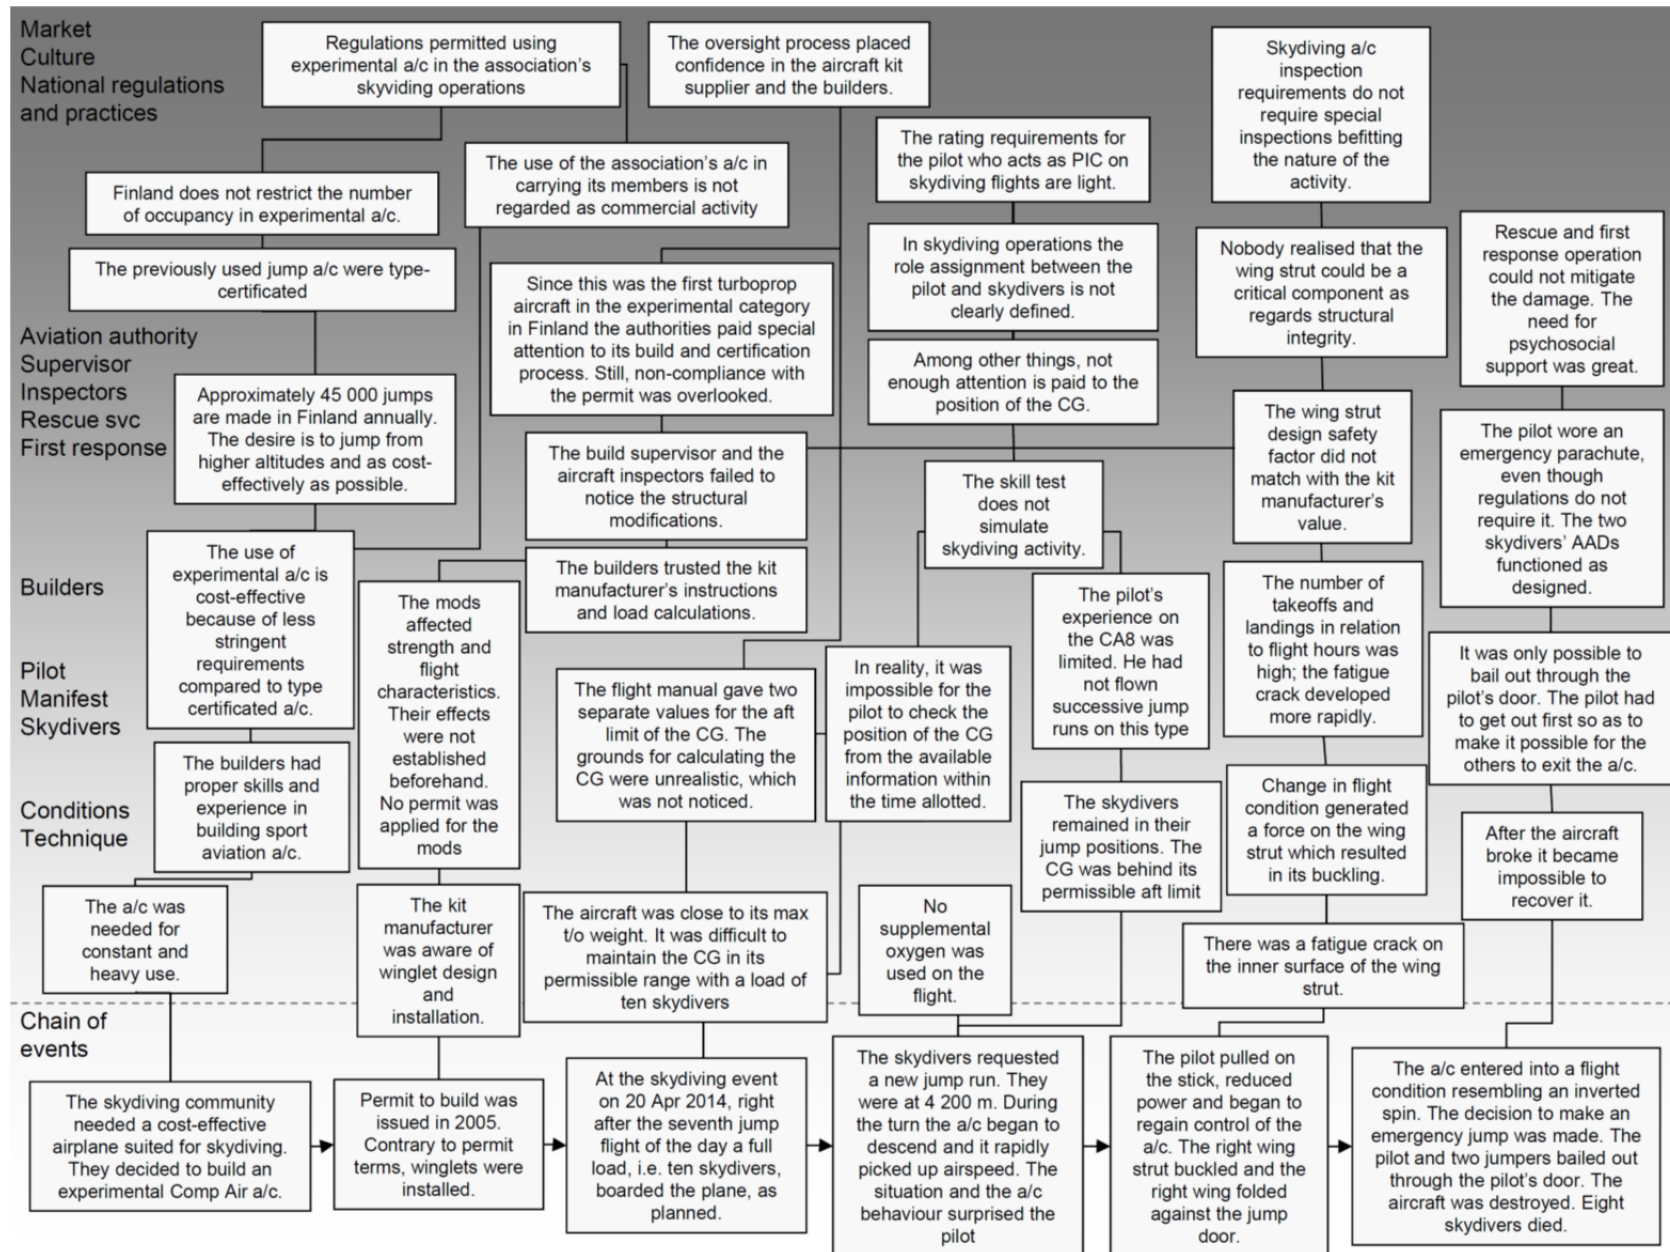 Market
Culture
National regulations
and practices
Regulations permitted using
experimental a/c in the association's
skyviding operations
The oversight process placed
confidence in the aircraft kit
supplier and the builders.
Skydiving a/c
inspection
requirements do not
require special
inspections befitting
the nature of the
activity.
The rating requirements for
the pilot who acts as PIC on
skydiving flights are light.
The use of the association's a/c in
carrying its members is not
regarded as commercial activity
Finland does not restrict the number
of occupancy in experimental a/c.
In skydiving operations the
role assignment between the
pilot and skydivers is not
clearly defined.
Nobody realised that the
wing strut could be a
critical component as
regards structural
integrity.
Rescue and first
response operation
could not mitigate
the damage. The
need for
psychosocial
support was great.
The previously used jump a/c were type-
certificated
Since this was the first turboprop
aircraft in the experimental category
in Finland the authorities paid special
attention to its build and certification
process. Still, non-compliance with
the permit was overlooked.
Aviation authority
Supervisor
Inspectors
Rescue svc
First response
Among other things, not
enough attention is paid to the
position of the CG.
Approximately 45 000 jumps
are made in Finland annually.
The desire is to jump from
higher altitudes and as cost-
effectively as possible.
The wing strut
design safety
factor did not
match with the kit
manufacturer's
value.
The pilot wore an
emergency parachute,
even though
regulations do not
require it. The two
skydivers' AADs
functioned as
designed.
The build supervisor and the
aircraft inspectors failed to
notice the structural
modifications.
The skill test
does not
simulate
skydiving activity.
Builders
The use of
experimental a/c is
cost-effective
because of less
stringent
requirements
compared to type
certificated a/c.
The builders trusted the kit
manufacturer's instructions
and load calculations.
The mods
affected
strength and
flight
characteristics.
Their effects
were not
established
beforehand.
No permit was
applied for the
mods
The pilot's
experience on
the CA8 was
limited. He had
not flown
successive jump
runs on this type
The number of
takeoffs and
landings in relation
to flight hours was
high; the fatigue
crack developed
more rapidly.
Pilot
Manifest
Skydivers
The flight manual gave two
separate values for the aft
limit of the CG. The
grounds for calculating the
CG were unrealistic, which
was not noticed.
In reality, it was
impossible for the
pilot to check the
position of the CG
from the available
information within
the time allotted.
It was only possible to
bail out through the
pilot's door. The pilot had
to get out first so as to
make it possible for the
others to exit the a/c.
The builders had
proper skills and
experience in
building sport
aviation a/c.
Conditions
Technique
The skydivers
remained in their
jump positions. The
CG was behind its
permissible aft limit
Change in flight
condition generated
a force on the wing
strut which resulted
in its buckling.
After the aircraft
broke it became
impossible to
recover it.
The a/c was
needed for
constant and
heavy use.
The kit
manufacturer
was aware of
winglet design
and
installation.
The aircraft was close to its max
t/o weight. It was difficult to
maintain the CG in its
permissible range with a load of
ten skydivers
No
supplemental
oxygen was
used on the
flight.
There was a fatigue crack on
the inner surface of the wing
strut.
Chain of
events
The skydiving community
needed a cost-effective
airplane suited for skydiving.
They decided to build an
experimental Comp Air a/c.
Permit to build was
issued in 2005.
Contrary to permit
terms, winglets were
installed.
At the skydiving event
on 20 Apr 2014, right
after the seventh jump
flight of the day a full
load, i.e. ten skydivers,
boarded the plane, as
planned.
The skydivers requested
a new jump run. They
were at 4 200 m. During
the turn the a/c began to
descend and it rapidly
picked up airspeed. The
situation and the a/c
behaviour surprised the
pilot
The pilot pulled on
the stick, reduced
power and began to
regain control of the
a/c. The right wing
strut buckled and the
right wing folded
against the jump
door.
The a/c entered into a flight
condition resembling an inverted
spin. The decision to make an
emergency jump was made. The
pilot and two jumpers bailed out
through the pilot's door. The
aircraft was destroyed. Eight
skydivers died.